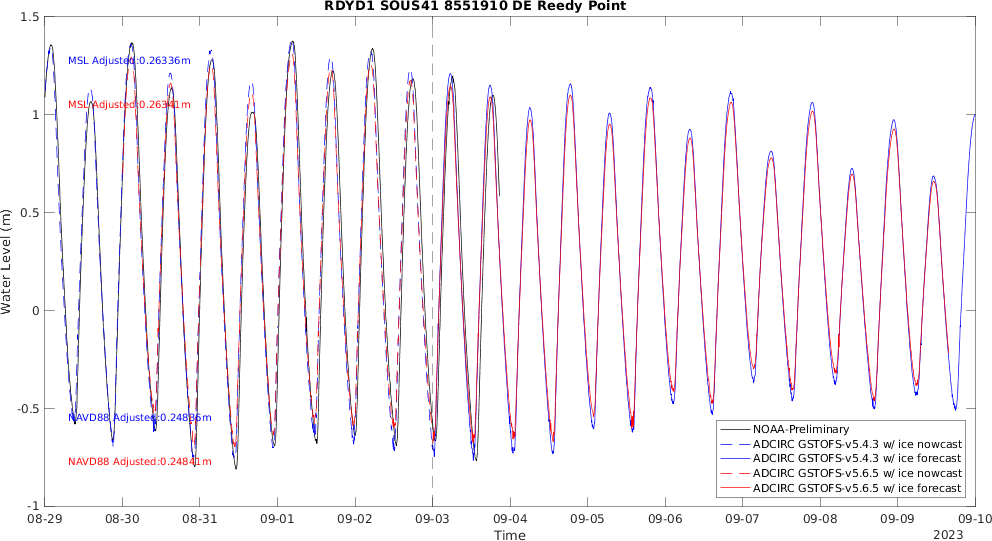 RDYD1 SOUS41 8551910 DE Reedy Point
1.5
MSL Adjusted:0.26336m
MSL Adjusted:0.26341m
1
0.5
Water Level (m)
0
-0.5
NAVD88 Adjusted:0.24836m
NAVD88 Adjusted:0.24841m
-1
NOAA-Preliminary
ADCIRC GSTOFS-v5.4.3 w/ ice nowcast
ADCIRC GSTOFS-v5.4.3 w/ ice forecast
ADCIRC GSTOFS-v5.6.5 w/ ice nowcast
ADCIRC GSTOFS-v5.6.5 w/ ice forecast
08-29 08-30 08-31 09-01 09-02 09-03 09-04 09-05 09-06 09-07 09-08 09-09 09-10
Time
2023